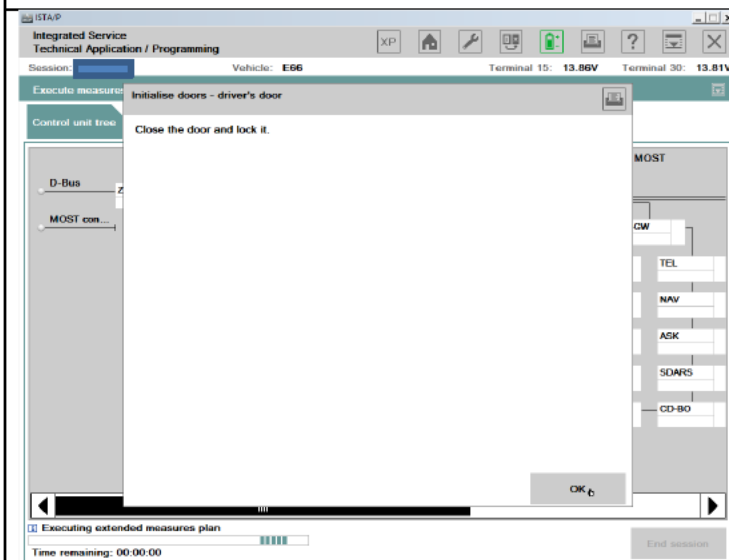 ISTA/P
Integrated Service
Technical Application / Programming
XP
?
Session:
Vehicle: E66
Terminal 15: 13.86V
Terminal 30: 13.81V
Execute measures
Initialise doors - driver's door
Control unit tree
Close the door and lock it.
MOST
D-Bus
Z
MOST con...
CW
TEL
NAV
ASK
SDARS
CD-BO
OK
Executing extended measures plan
Time remaining: 00:00:00
End session